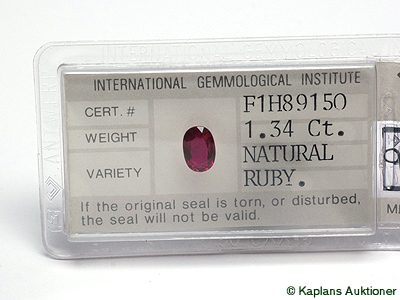 INTERNATIONAL GEMMOLOGICAL INSTITUTE
CERT. # F1H89150
WEIGHT 1.34 Ct.
VARIETY NATURAL
RUBY.
If the original seal is torn, or disturbed,
the seal will not be valid.
© Kaplans Auktioner